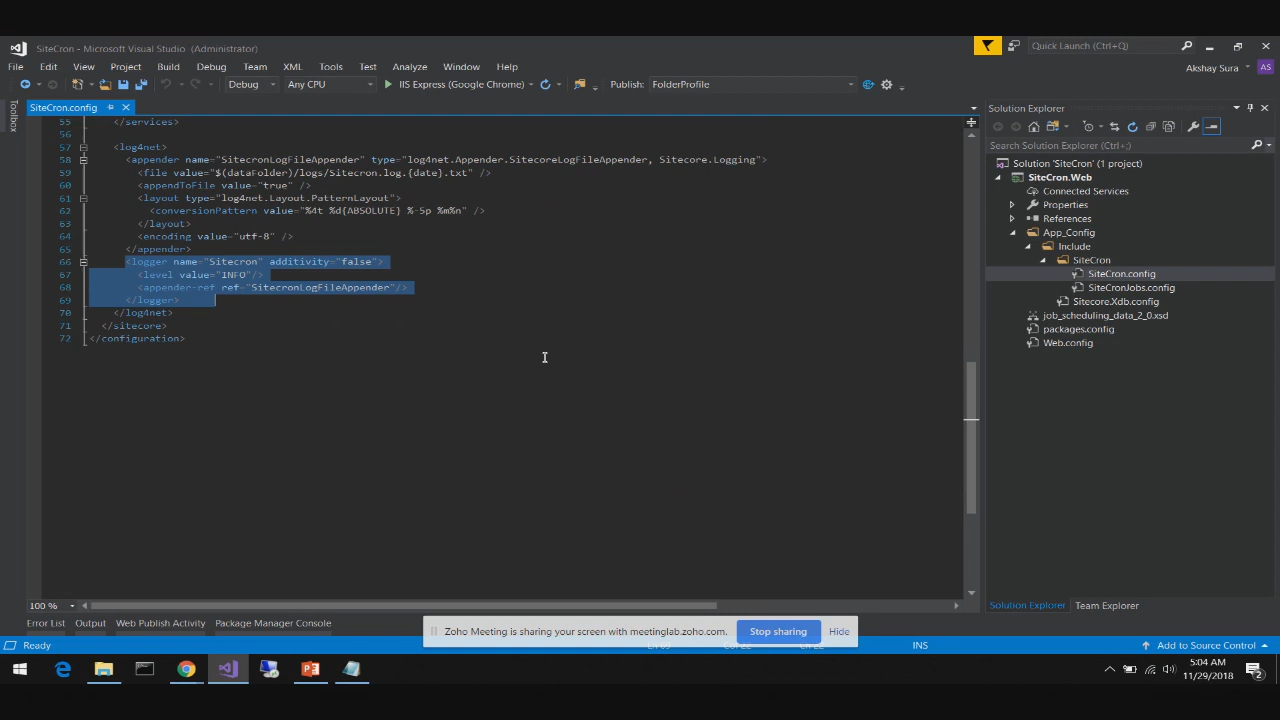 SiteCron - Microsoft Visual Studio (Administrator)
Quick Launch (Ctrl+Q)
File Edit View Project Build Debug Team XML Tools Test Analyze Window Help
Akshay Sura AS
Debug Any CPU IIS Express (Google Chrome) Publish: FolderProfile
Toolbox
SiteCron.config
55 </services>
56
57 <log4net>
58 <appender name="SitecronLogFileAppender" type="log4net.Appender.SitecoreLogFileAppender, Sitecore.Logging">
59 <file value="$(dataFolder)/logs/Sitecron.log.{date}.txt" />
60 <appendToFile value="true" />
61 <layout type="log4net.Layout.PatternLayout">
62 <conversionPattern value="%4t %d{ABSOLUTE} %-5p %m%n" />
63 </layout>
64 <encoding value="utf-8" />
65 </appender>
66 <logger name="Sitecron" additivity="false">
67 <level value="INFO"/>
68 <appender-ref ref="SitecronLogFileAppender"/>
69 </logger>
70 </log4net>
71 </sitecore>
72 </configuration>
100 %
Solution Explorer
Search Solution Explorer (Ctrl+;)
Solution 'SiteCron' (1 project)
SiteCron.Web
Connected Services
Properties
References
App_Config
Include
SiteCron
SiteCron.config
SiteCronJobs.config
Sitecore.Xdb.config
job_scheduling_data_2_0.xsd
packages.config
Web.config
Solution Explorer Team Explorer
Error List Output Web Publish Activity Package Manager Console
Zoho Meeting is sharing your screen with meetinglab.zoho.com. Stop sharing Hide
Ready INS Add to Source Control
5:04 AM
11/29/2018
2